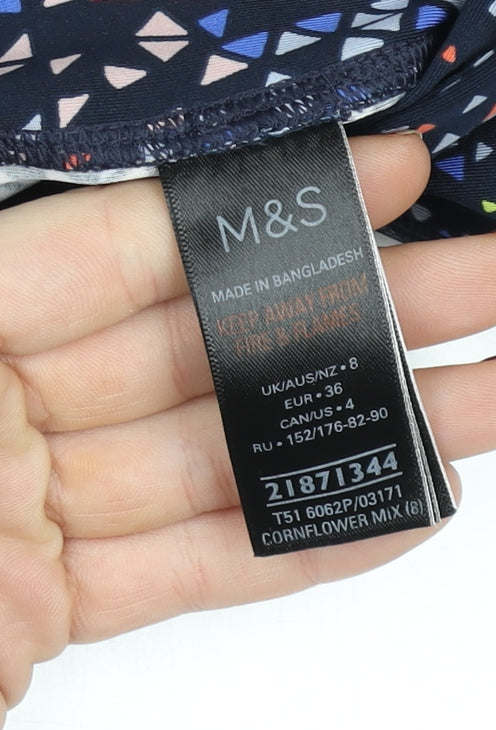 M&S
MADE IN BANGLADESH
KEEP AWAY FROM
FIRE & FLAMES
UK/AUS/NZ • 8
EUR • 36
CAN/US • 4
RU • 152/176-82-90
21871344
T51 6062P/03171
CORNFLOWER MIX (8)